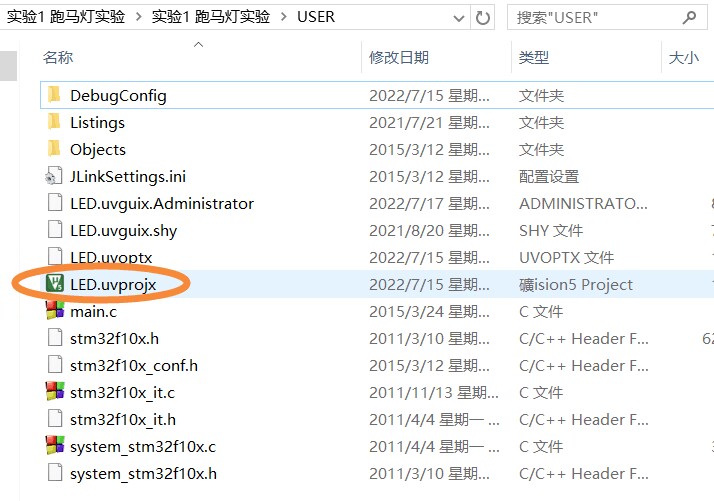 实验1 跑马灯实验 > 实验1 跑马灯实验 > USER 搜索"USER"
名称 修改日期 类型 大小
DebugConfig 2022/7/15 星期... 文件夹
Listings 2021/7/21 星期... 文件夹
Objects 2015/3/12 星期... 文件夹
JLinkSettings.ini 2015/3/12 星期... 配置设置
LED.uvguix.Administrator 2022/7/17 星期... ADMINISTRATO...
LED.uvguix.shy 2021/8/20 星期... SHY 文件
LED.uvoptx 2022/7/15 星期... UVOPTX 文件
LED.uvprojx 2022/7/15 星期... 礦ision5 Project
main.c 2015/3/24 星期... C 文件
stm32f10x.h 2011/3/10 星期... C/C++ Header F... 62
stm32f10x_conf.h 2015/3/12 星期... C/C++ Header F...
stm32f10x_it.c 2011/11/13 星期... C 文件
stm32f10x_it.h 2011/4/4 星期一 ... C/C++ Header F...
system_stm32f10x.c 2011/4/4 星期一 ... C 文件
system_stm32f10x.h 2011/3/10 星期... C/C++ Header F...